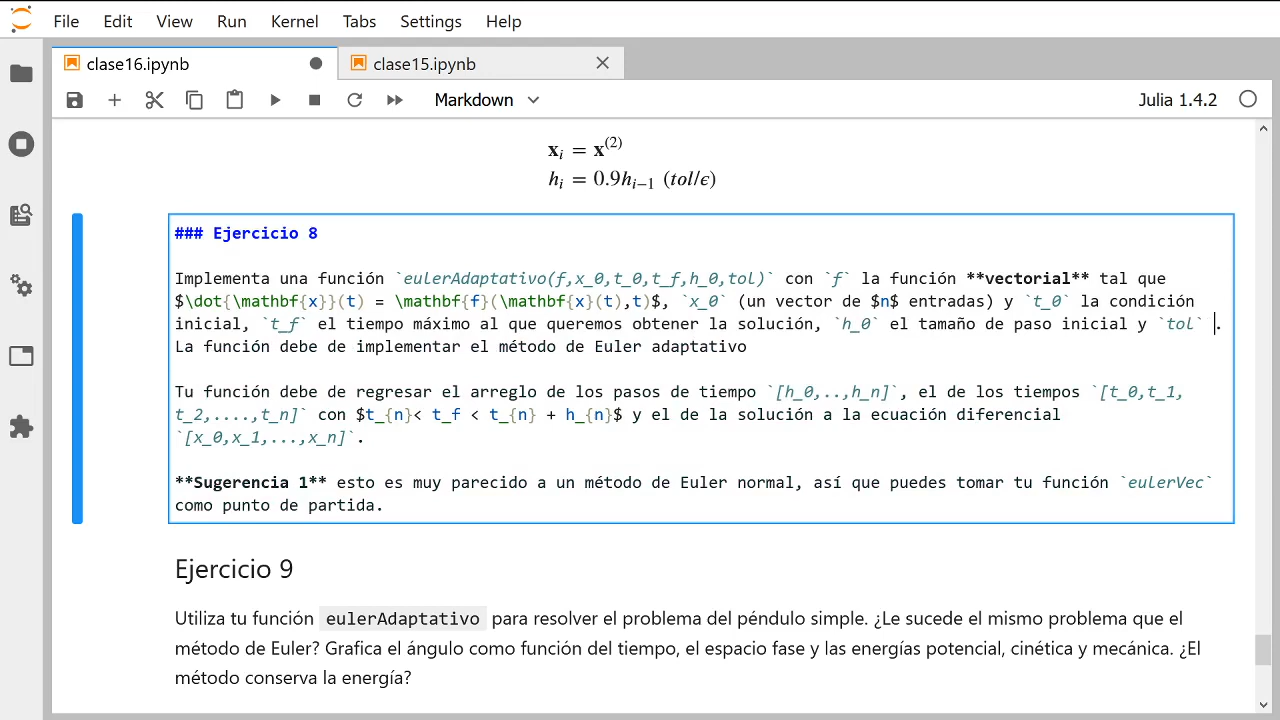 File Edit View Run Kernel Tabs Settings Help
clase16.ipynb clase15.ipynb
Markdown Julia 1.4.2
𝐱ᵢ = 𝐱⁽²⁾
hᵢ = 0.9hᵢ₋₁ (tol/ϵ)
### Ejercicio 8
Implementa una función `eulerAdaptativo(f,x_0,t_0,t_f,h_0,tol)` con `f` la función **vectorial** tal que
$\dot{\mathbf{x}}(t) = \mathbf{f}(\mathbf{x}(t),t)$, `x_0` (un vector de $n$ entradas) y `t_0` la condición
inicial, `t_f` el tiempo máximo al que queremos obtener la solución, `h_0` el tamaño de paso inicial y `tol` .
La función debe de implementar el método de Euler adaptativo
Tu función debe de regresar el arreglo de los pasos de tiempo `[h_0,..,h_n]`, el de los tiempos `[t_0,t_1,
t_2,....,t_n]` con $t_{n}< t_f < t_{n} + h_{n}$ y el de la solución a la ecuación diferencial
`[x_0,x_1,...,x_n]`.
**Sugerencia 1** esto es muy parecido a un método de Euler normal, así que puedes tomar tu función `eulerVec`
como punto de partida.
Ejercicio 9
Utiliza tu función eulerAdaptativo para resolver el problema del péndulo simple. ¿Le sucede el mismo problema que el
método de Euler? Grafica el ángulo como función del tiempo, el espacio fase y las energías potencial, cinética y mecánica. ¿El
método conserva la energía?